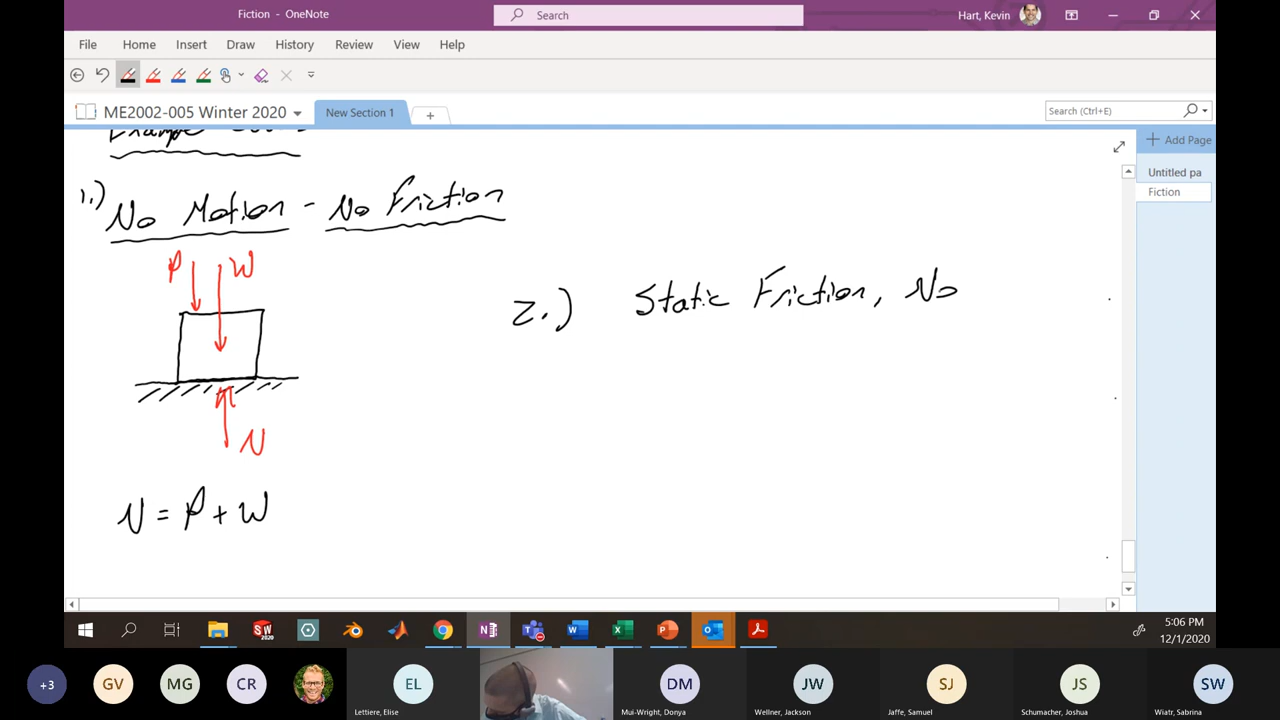 Fiction - OneNote
Search
Hart, Kevin
File Home Insert Draw History Review View Help
ME2002-005 Winter 2020
New Section 1
Search (Ctrl+E)
Add Page
Untitled pa
Fiction
Example
1.) No Motion - No Friction
P W
N
N = P + W
2.) Static Friction, No
5:06 PM
12/1/2020
+3 GV MG CR EL DM JW SJ JS SW
Lettiere, Elise
Mui-Wright, Donya
Wellner, Jackson
Jaffe, Samuel
Schumacher, Joshua
Wiatr, Sabrina